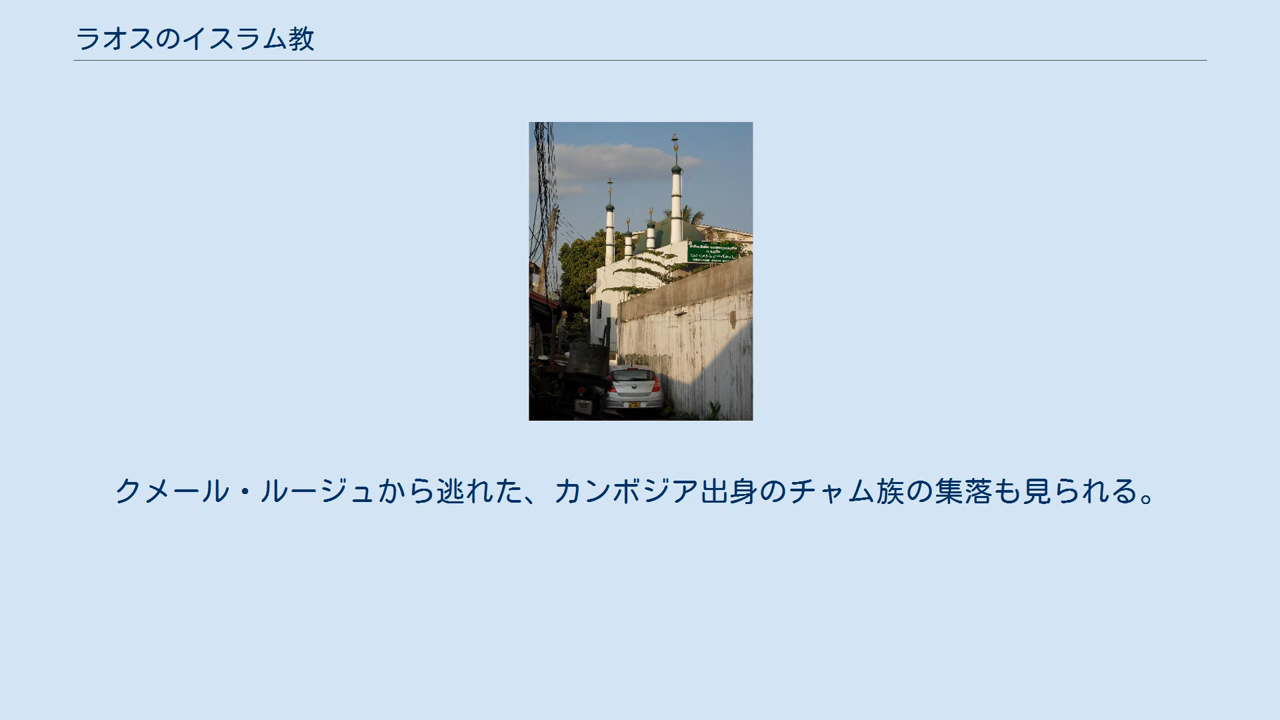 ラオスのイスラム教
クメール・ルージュから逃れた、カンボジア出身のチャム族の集落も見られる。